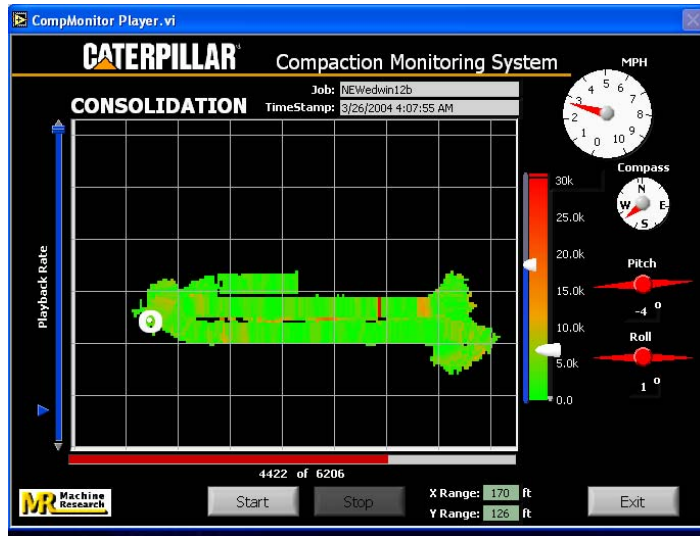 CompMonitor Player.vi
CATERPILLAR Compaction Monitoring System
MPH
0 1 2 3 4 5 6 7 8 9 10
Job: NEWedwin12b
CONSOLIDATION TimeStamp: 3/26/2004 4:07:55 AM
Compass
N
W E
S
30k
25.0k
20.0k
15.0k
10.0k
5.0k
0.0
Pitch
-4 °
Roll
1 °
Playback Rate
4422 of 6206
MR Machine Research
Start
Stop
X Range: 170 ft
Y Range: 126 ft
Exit